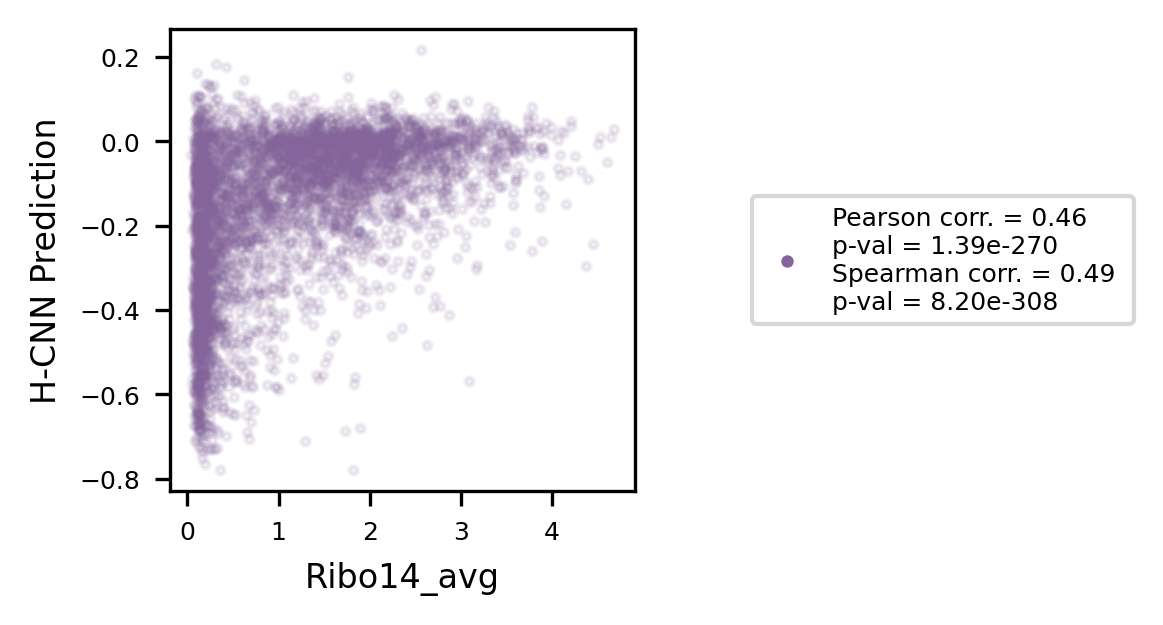 0.2
0.0
−0.2
−0.4
−0.6
−0.8
H-CNN Prediction
0 1 2 3 4
Ribo14_avg
Pearson corr. = 0.46
p-val = 1.39e-270
Spearman corr. = 0.49
p-val = 8.20e-308